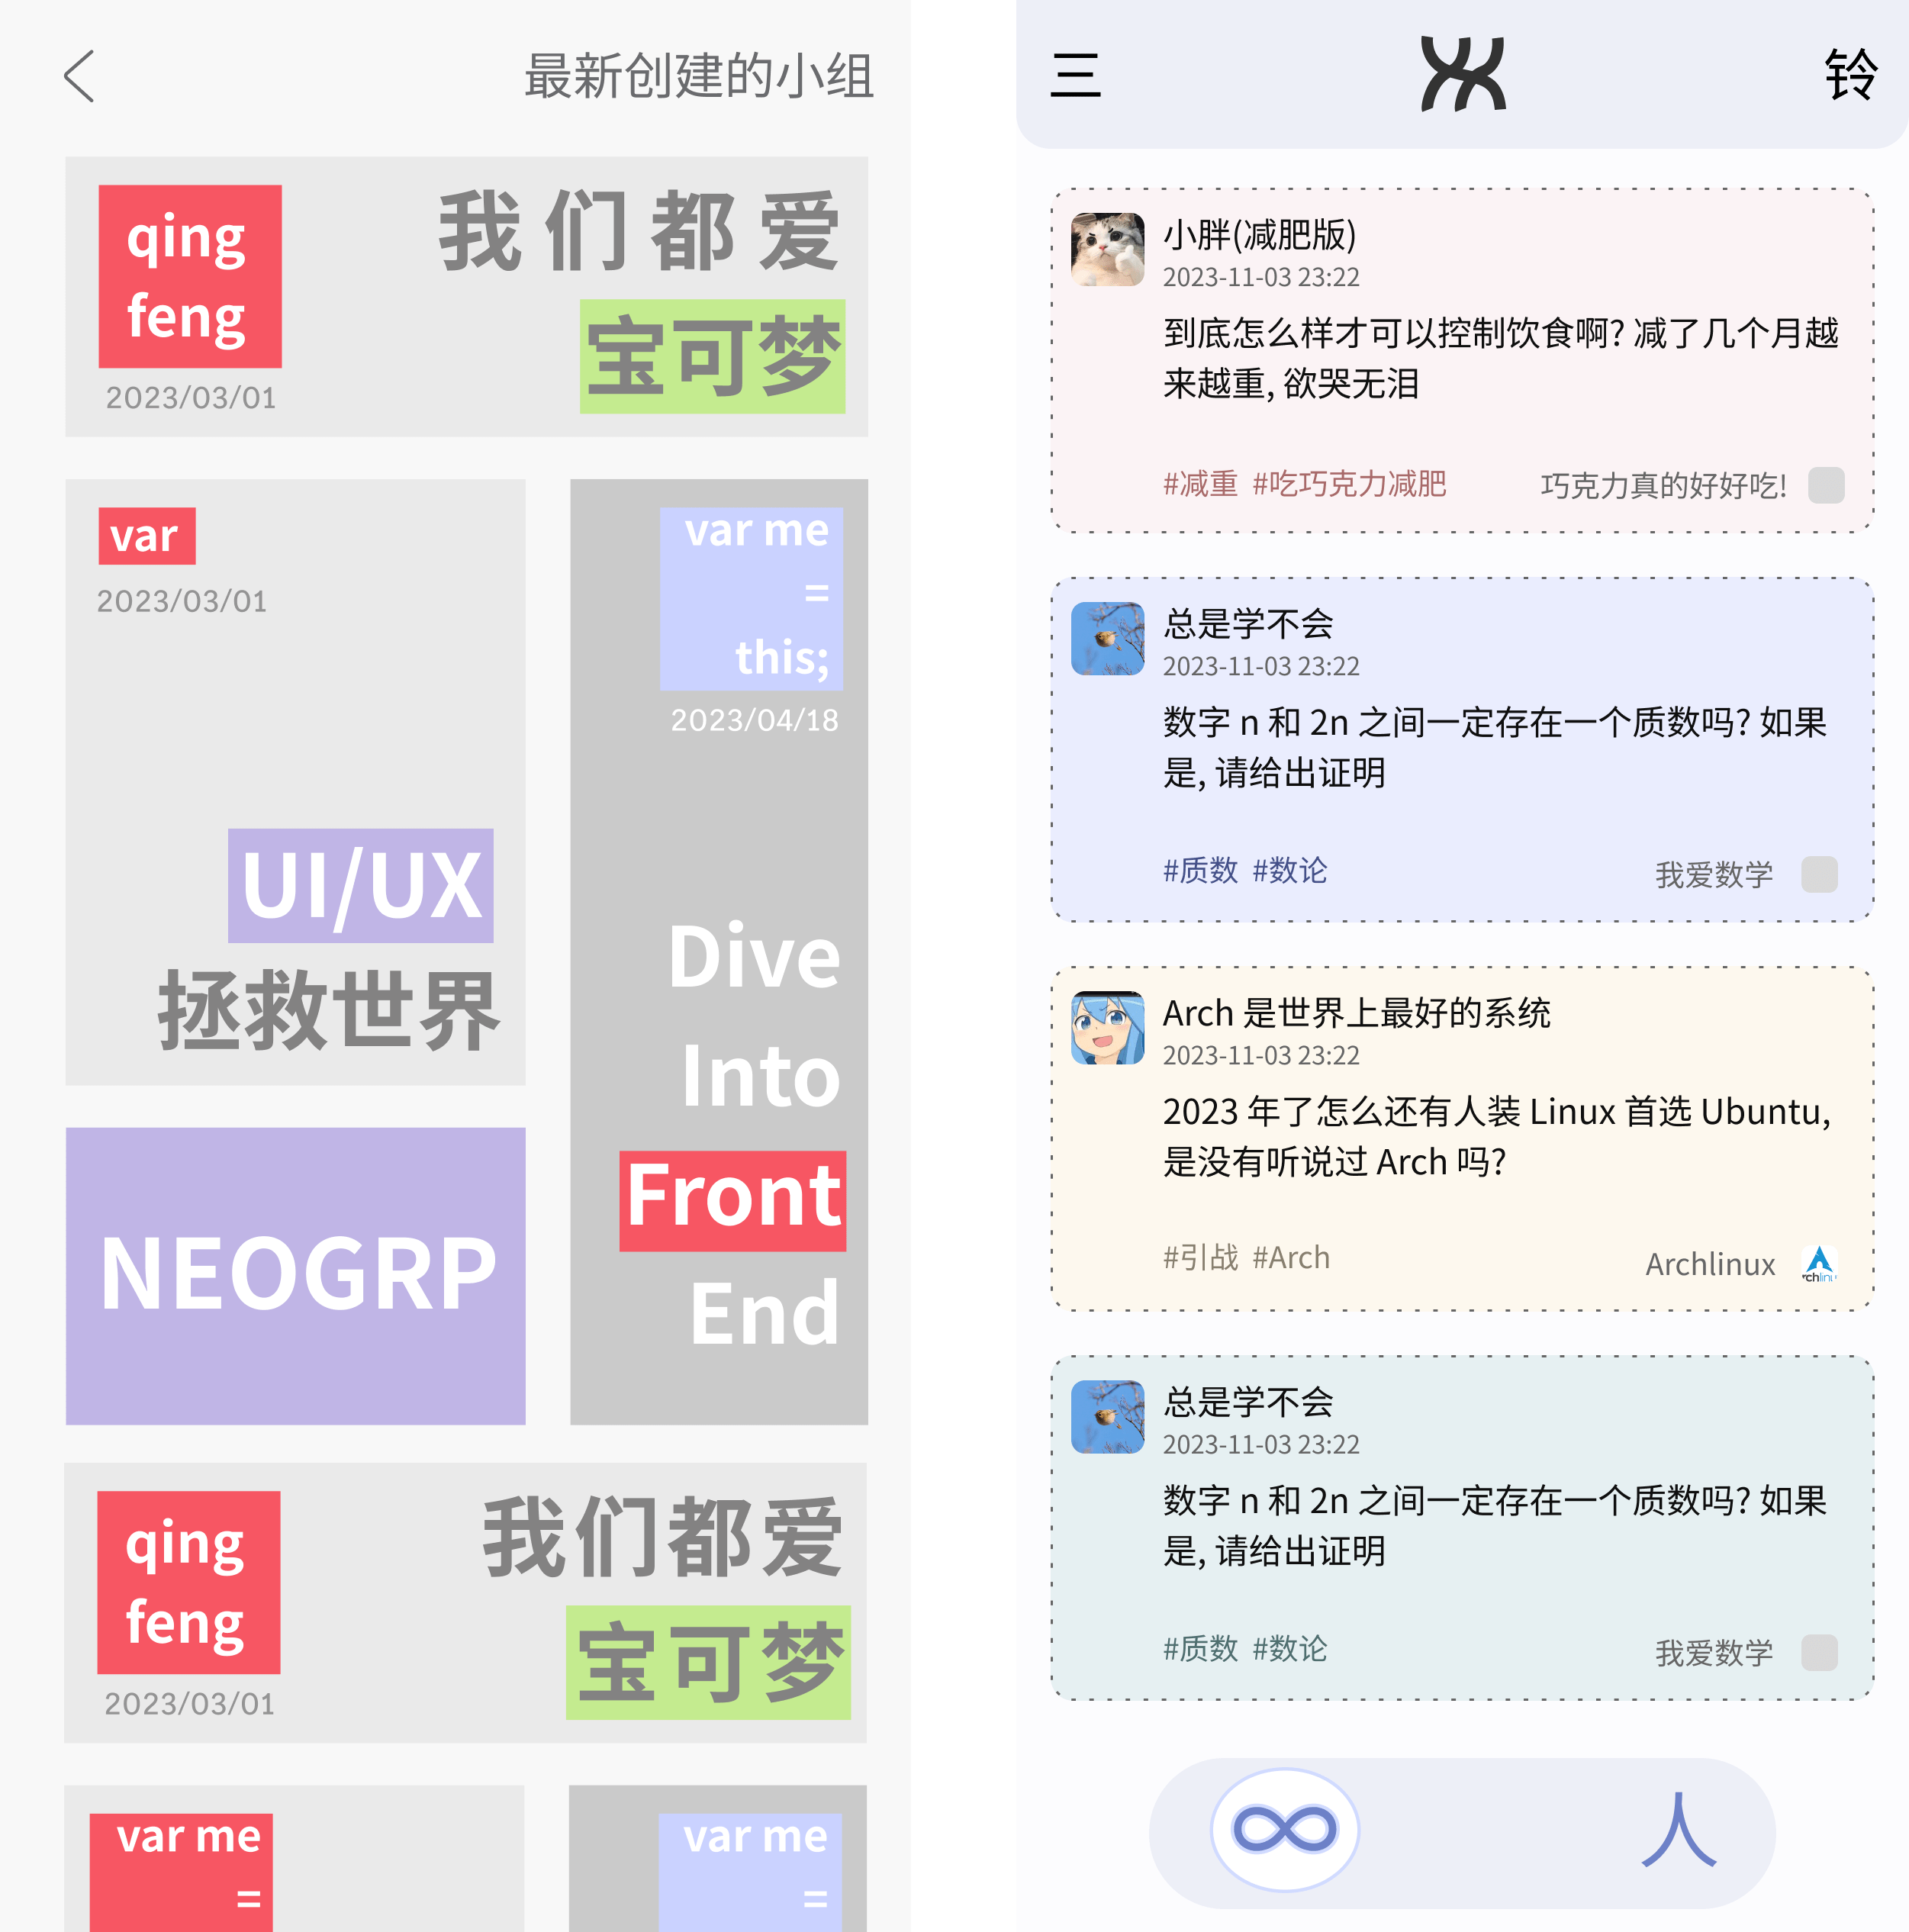 最新创建的小组
qing
feng
2023/03/01
我们都爱
宝可梦
var
2023/03/01
UI/UX
拯救世界
var me
=
this;
2023/04/18
Dive
Into
Front
End
NEOGRP
qing
feng
2023/03/01
我们都爱
宝可梦
var me
=
var me
=
三
铃
小胖(减肥版)
2023-11-03 23:22
到底怎么样才可以控制饮食啊? 减了几个月越
来越重, 欲哭无泪
#减重 #吃巧克力减肥
巧克力真的好好吃!
总是学不会
2023-11-03 23:22
数字 n 和 2n 之间一定存在一个质数吗? 如果
是, 请给出证明
#质数 #数论
我爱数学
Arch 是世界上最好的系统
2023-11-03 23:22
2023 年了怎么还有人装 Linux 首选 Ubuntu,
是没有听说过 Arch 吗?
#引战 #Arch
Archlinux
总是学不会
2023-11-03 23:22
数字 n 和 2n 之间一定存在一个质数吗? 如果
是, 请给出证明
#质数 #数论
我爱数学
人